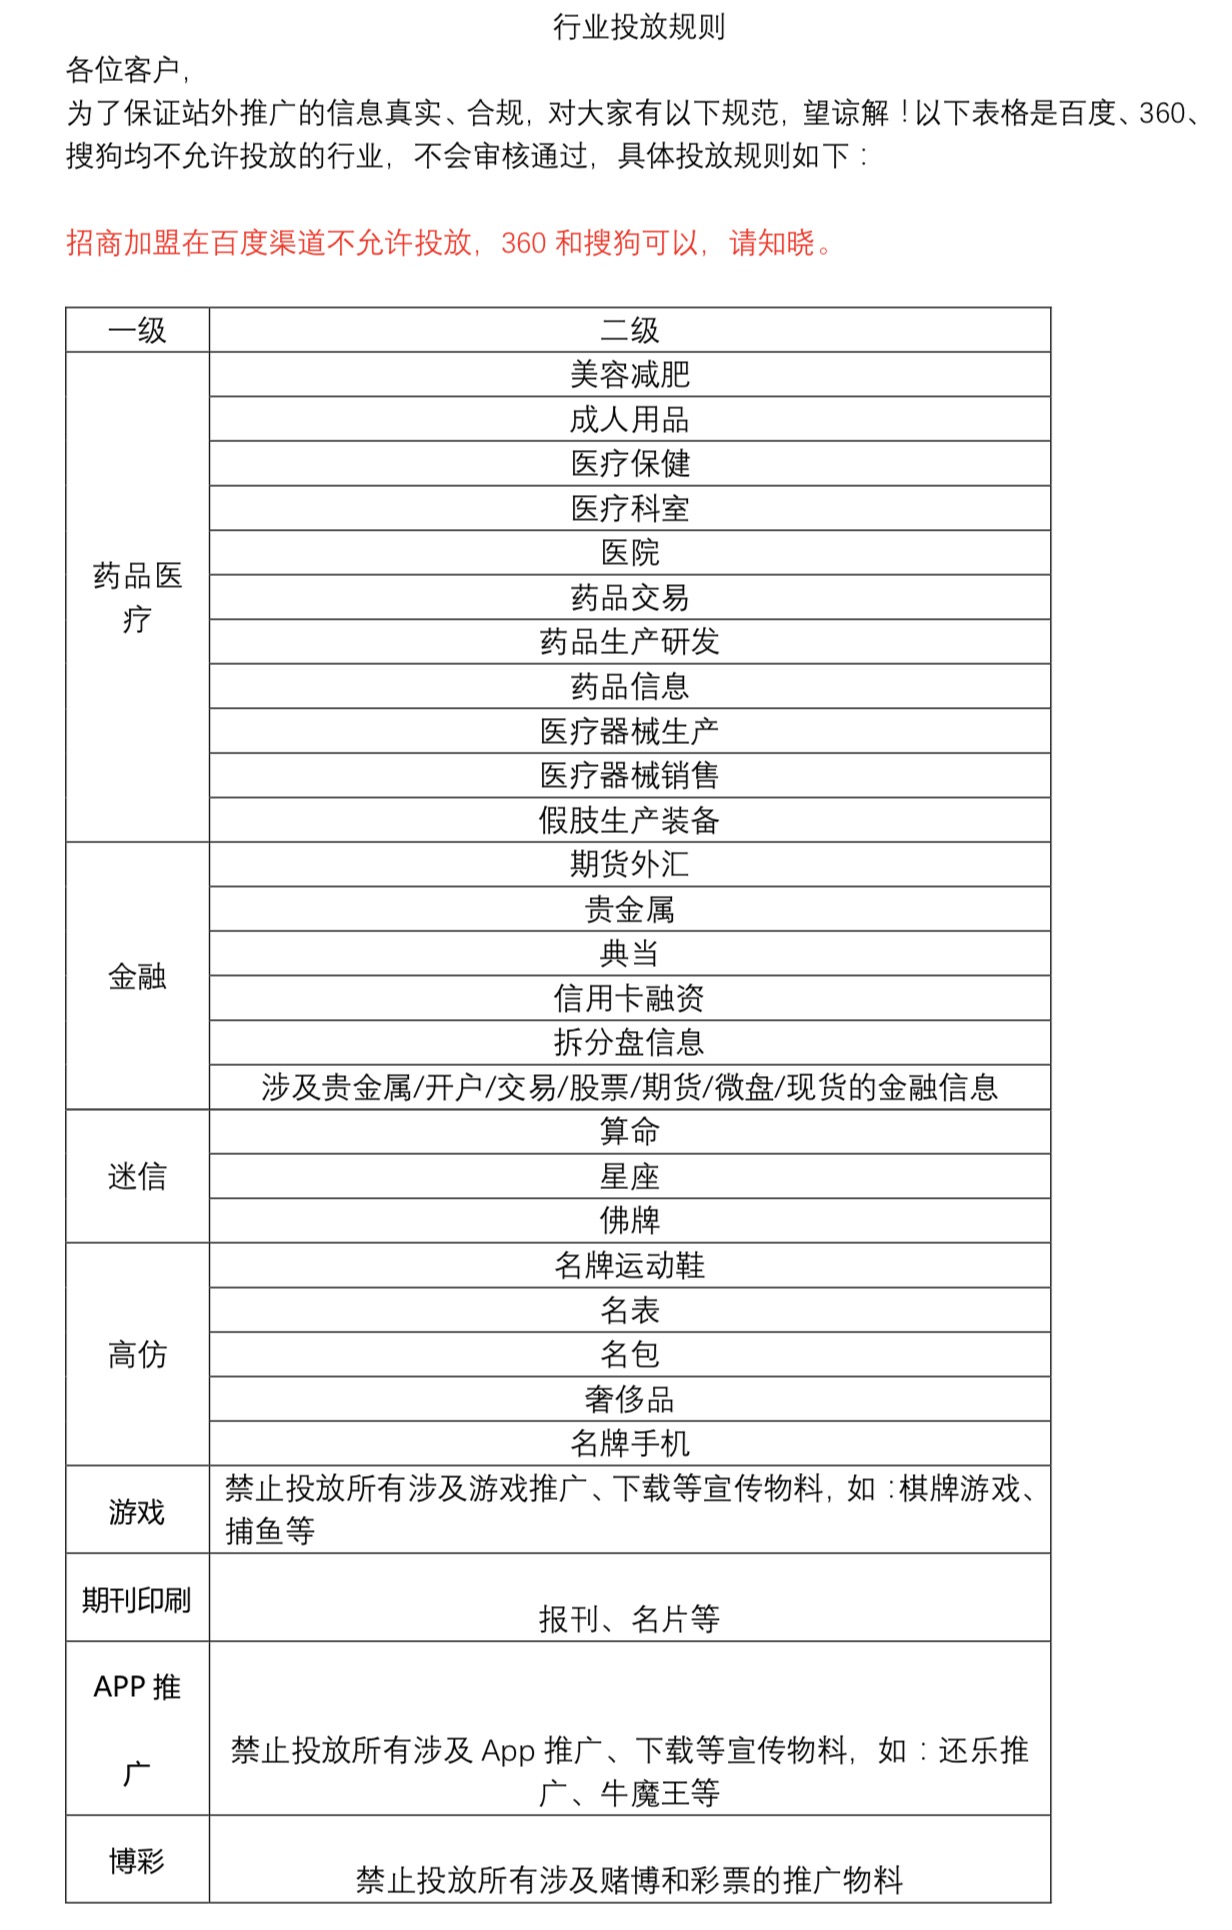 行业投放规则
各位客户,
为了保证站外推广的信息真实、合规, 对大家有以下规范, 望谅解!以下表格是百度、360、
搜狗均不允许投放的行业, 不会审核通过, 具体投放规则如下:
招商加盟在百度渠道不允许投放, 360 和搜狗可以, 请知晓。
一级
二级
药品医
疗
美容减肥
成人用品
医疗保健
医疗科室
医院
药品交易
药品生产研发
药品信息
医疗器械生产
医疗器械销售
假肢生产装备
金融
期货外汇
贵金属
典当
信用卡融资
拆分盘信息
涉及贵金属/开户/交易/股票/期货/微盘/现货的金融信息
迷信
算命
星座
佛牌
高仿
名牌运动鞋
名表
名包
奢侈品
名牌手机
游戏
禁止投放所有涉及游戏推广、下载等宣传物料, 如:棋牌游戏、
捕鱼等
期刊印刷
报刊、名片等
APP 推
广
禁止投放所有涉及 App 推广、下载等宣传物料, 如:还乐推
广、牛魔王等
博彩
禁止投放所有涉及赌博和彩票的推广物料